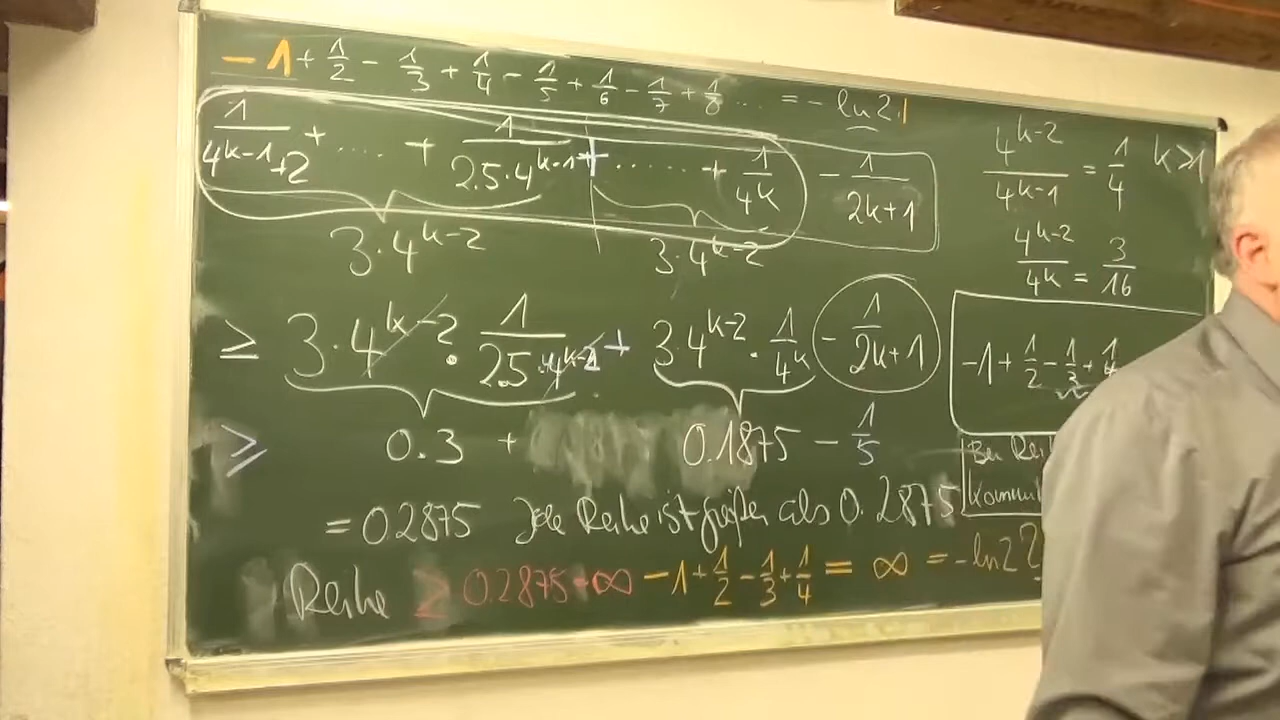 -1 + 1/2 - 1/3 + 1/4 - 1/5 + 1/6 - 1/7 + 1/8 ... = - ln 2.1
1/(4^(k-1)+2) + .... + 1/(2.5·4^(k-1)) + ...... + 1/4^k - 1/(2k+1)
3·4^(k-2) 3·4^(k-2)
≥ 3·4^(k-2) · 1/(2.5·4^(k-2)) + 3·4^(k-2) · 1/4^k - 1/(2k+1)
≥ 0.3 + 0.1875 - 1/5
= 0.2875 Jede Reihe ist größer als 0.2875
Reihe ≥ 0.2875·∞ -1 + 1/2 - 1/3 + 1/4 = ∞ = -ln2?
4^(k-2)/4^(k-1) = 1/4 k>1
4^(k-2)/4^k = 3/16
-1 + 1/2 - 1/3 + 1/4
Bei